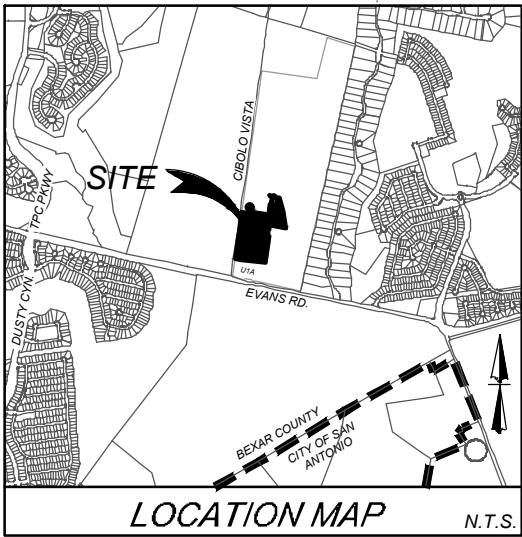 CIBOLO VISTA
SITE
TPC PKWY
DUSTY CYN.
U1A
EVANS RD.
BEXAR COUNTY
CITY OF SAN
ANTONIO
LOCATION MAP
N.T.S.